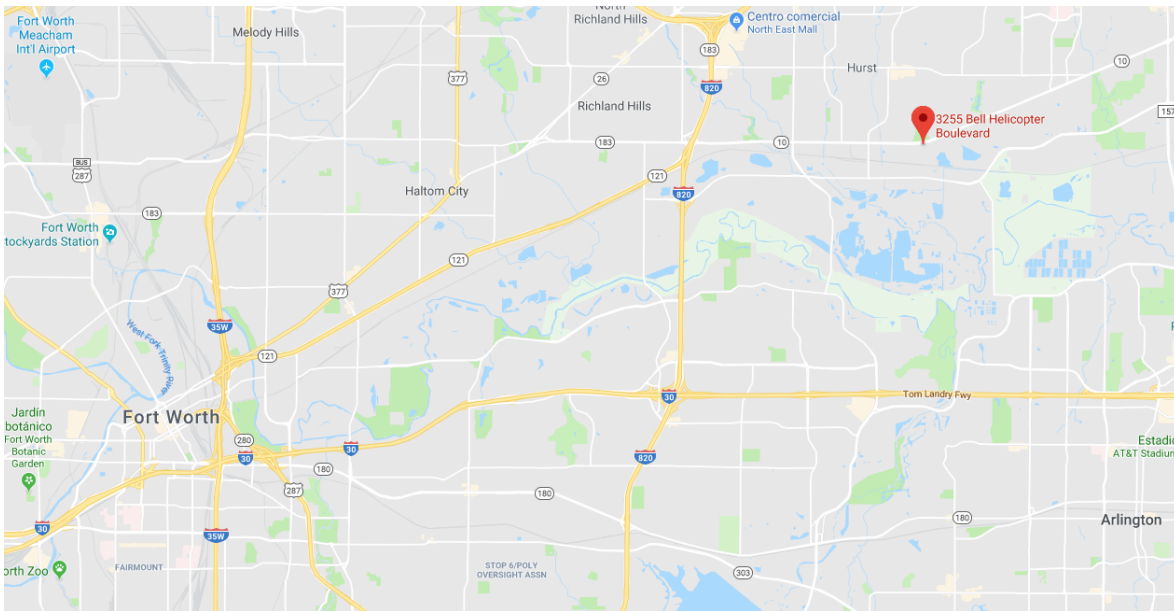 Fort Worth
Meacham
Int'l Airport
Melody Hills
North
Richland Hills
Centro comercial
North East Mall
183
377
26
820
Hurst
10
Richland Hills
3255 Bell Helicopter
Boulevard
157
183
10
BUS
287
121
Haltom City
820
183
Fort Worth
tockyards Station
121
377
35W
West Fork Trinity River
121
30
Tom Landry Fwy
Jardín
botánico
Fort Worth
Botanic
Garden
Fort Worth
280
30
30
180
820
Estadio
AT&T Stadium
287
180
180
Arlington
30
35W
orth Zoo
FAIRMOUNT
STOP 6/POLY
OVERSIGHT ASSN
303